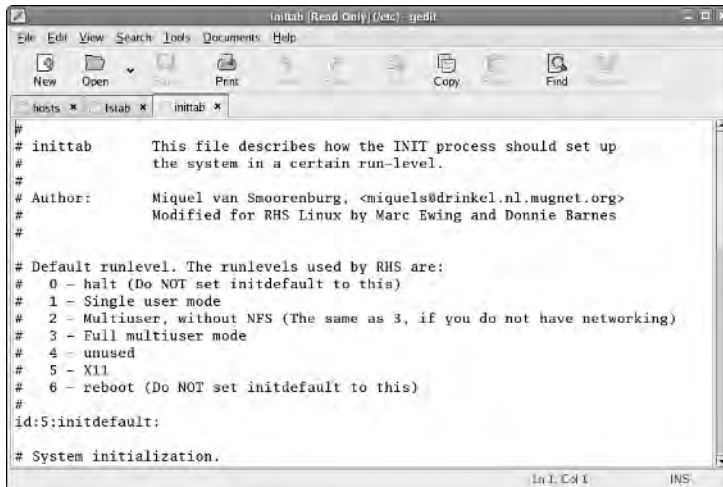 inittab [Read Only] (/etc) - gedit
File Edit View Search Tools Documents Help
New Open Print Copy Find
hosts fstab inittab
#
# inittab This file describes how the INIT process should set up
# the system in a certain run-level.
#
# Author: Miquel van Smoorenburg, <miquels@drinkel.nl.mugnet.org>
# Modified for RHS Linux by Marc Ewing and Donnie Barnes
#
# Default runlevel. The runlevels used by RHS are:
# 0 - halt (Do NOT set initdefault to this)
# 1 - Single user mode
# 2 - Multiuser, without NFS (The same as 3, if you do not have networking)
# 3 - Full multiuser mode
# 4 - unused
# 5 - X11
# 6 - reboot (Do NOT set initdefault to this)
#
id:5:initdefault:
# System initialization.
Ln 1, Col 1 INS